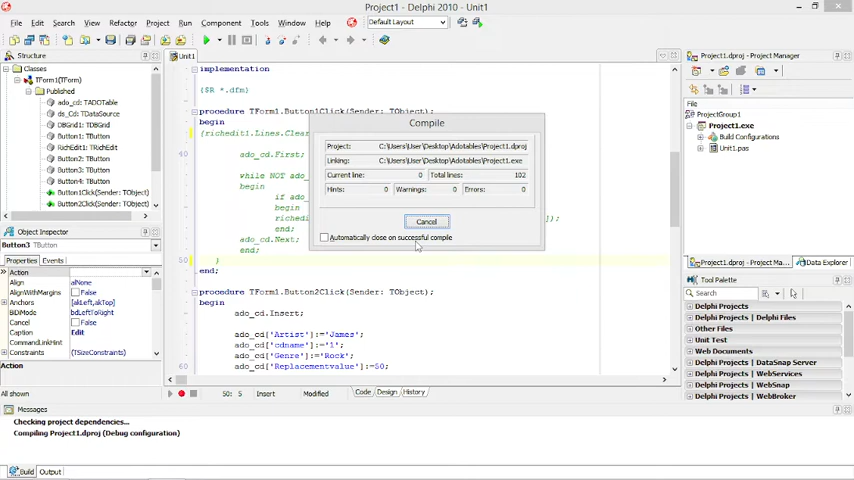 Project1 - Delphi 2010 - Unit1
File Edit Search View Refactor Project Run Component Tools Window Help Default Layout
Structure
Classes
TForm1(TForm)
Published
ado_cd: TADOTable
ds_Cd: TDataSource
DBGrid1: TDBGrid
Button1: TButton
RichEdit1: TRichEdit
Button2: TButton
Button3: TButton
Button4: TButton
Button1Click(Sender: TObject)
Button2Click(Sender: TObject)
Object Inspector
Button3 TButton
Properties Events
Action
Align alNone
AlignWithMargins False
Anchors [akLeft,akTop]
BiDiMode bdLeftToRight
Cancel False
Caption Edit
CommandLinkHint
Constraints (TSizeConstraints)
Action
All shown
Unit1
implementation
{$R *.dfm}
procedure TForm1.Button1Click(Sender: TObject);
begin
{richedit1.Lines.Clear
40 ado_cd.First;
while NOT ado_
begin
if ado_
begin
riched ]);
end;
ado_cd.Next;
end;
50 }
end;
procedure TForm1.Button2Click(Sender: TObject);
begin
ado_cd.Insert;
ado_cd['Artist']:='James';
ado_cd['cdname']:='1';
ado_cd['Genre']:='Rock';
60 ado_cd['Replacementvalue']:=50;
50: 5 Insert Modified Code Design History
Compile
Project: C:\Users\User\Desktop\Adotables\Project1.dproj
Linking: C:\Users\User\Desktop\Adotables\Project1.exe
Current line: 0 Total lines: 102
Hints: 0 Warnings: 0 Errors: 0
Cancel
Automatically close on successful compile
Project1.dproj - Project Manager
File
ProjectGroup1
Project1.exe
Build Configurations
Unit1.pas
Project1.dproj - Project Ma... Data Explorer
Tool Palette
Search
Delphi Projects
Delphi Projects | Delphi Files
Other Files
Unit Test
Web Documents
Delphi Projects | DataSnap Server
Delphi Projects | WebServices
Delphi Projects | WebSnap
Delphi Projects | WebBroker
Messages
Checking project dependencies...
Compiling Project1.dproj (Debug configuration)
Build Output